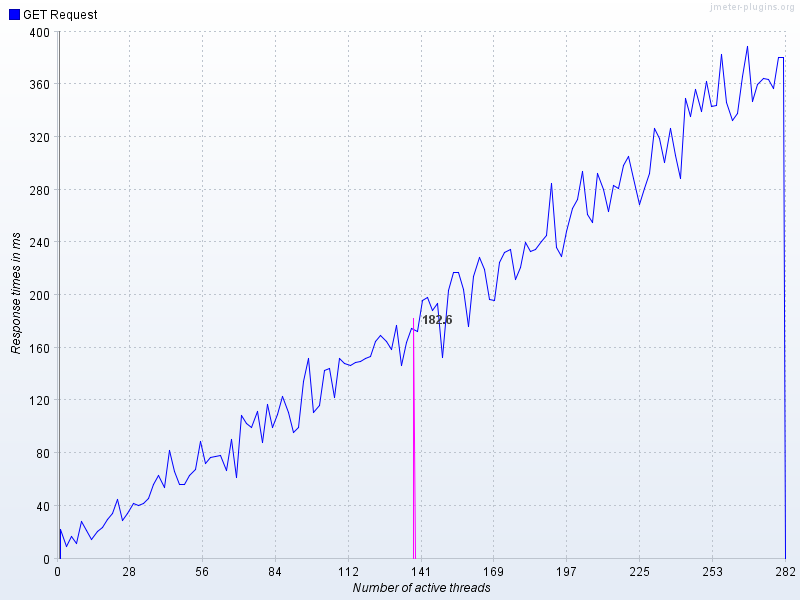 jmeter-plugins.org
GET Request
400
360
320
280
240
200
160
120
80
40
0
Response times in ms
182.6
0 28 56 84 112 141 169 197 225 253 282
Number of active threads